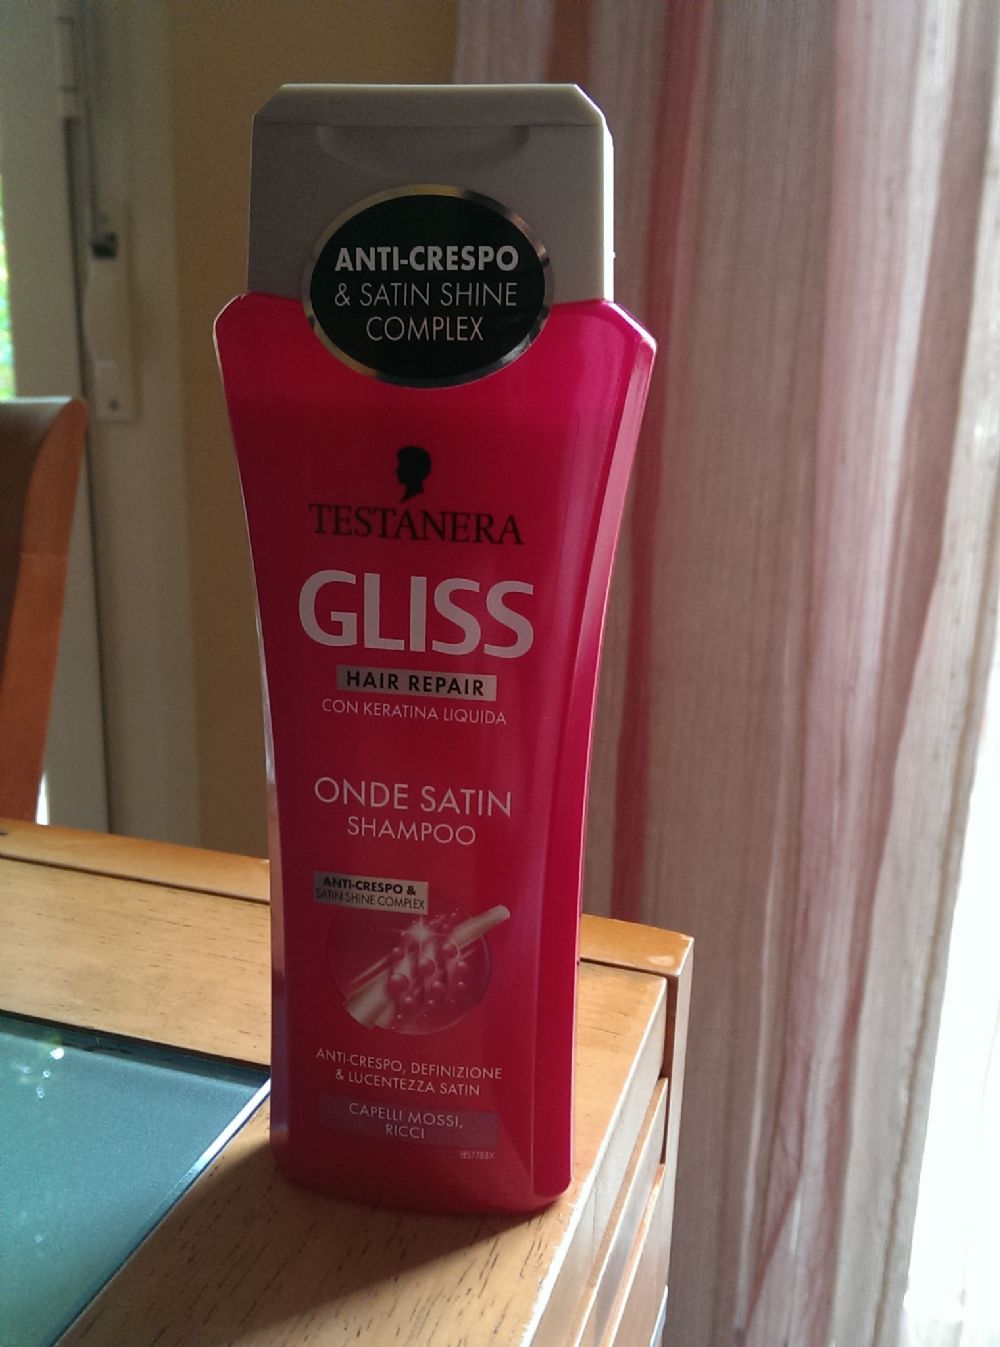 ANTI-CRESPO
& SATIN SHINE
COMPLEX
TESTANERA
GLISS
HAIR REPAIR
CON KERATINA LIQUIDA
ONDE SATIN
SHAMPOO
ANTI-CRESPO &
SATIN SHINE COMPLEX
ANTI-CRESPO, DEFINIZIONE
& LUCENTEZZA SATIN
CAPELLI MOSSI,
RICCI